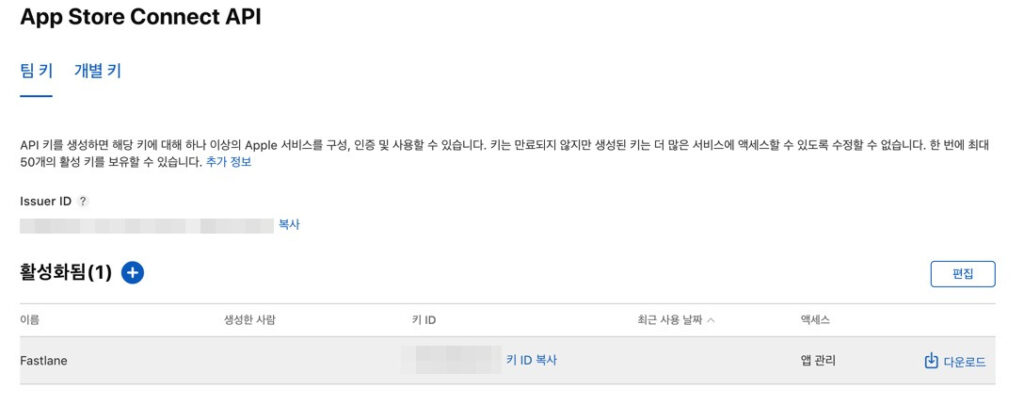 App Store Connect API
팀 키 개별 키
API 키를 생성하면 해당 키에 대해 하나 이상의 Apple 서비스를 구성, 인증 및 사용할 수 있습니다. 키는 만료되지 않지만 생성된 키는 더 많은 서비스에 액세스할 수 있도록 수정할 수 없습니다. 한 번에 최대
50개의 활성 키를 보유할 수 있습니다. 추가 정보
Issuer ID ?
복사
활성화됨(1) +
편집
이름 생성한 사람 키 ID 최근 사용 날짜 액세스
Fastlane 키 ID 복사 앱 관리 다운로드